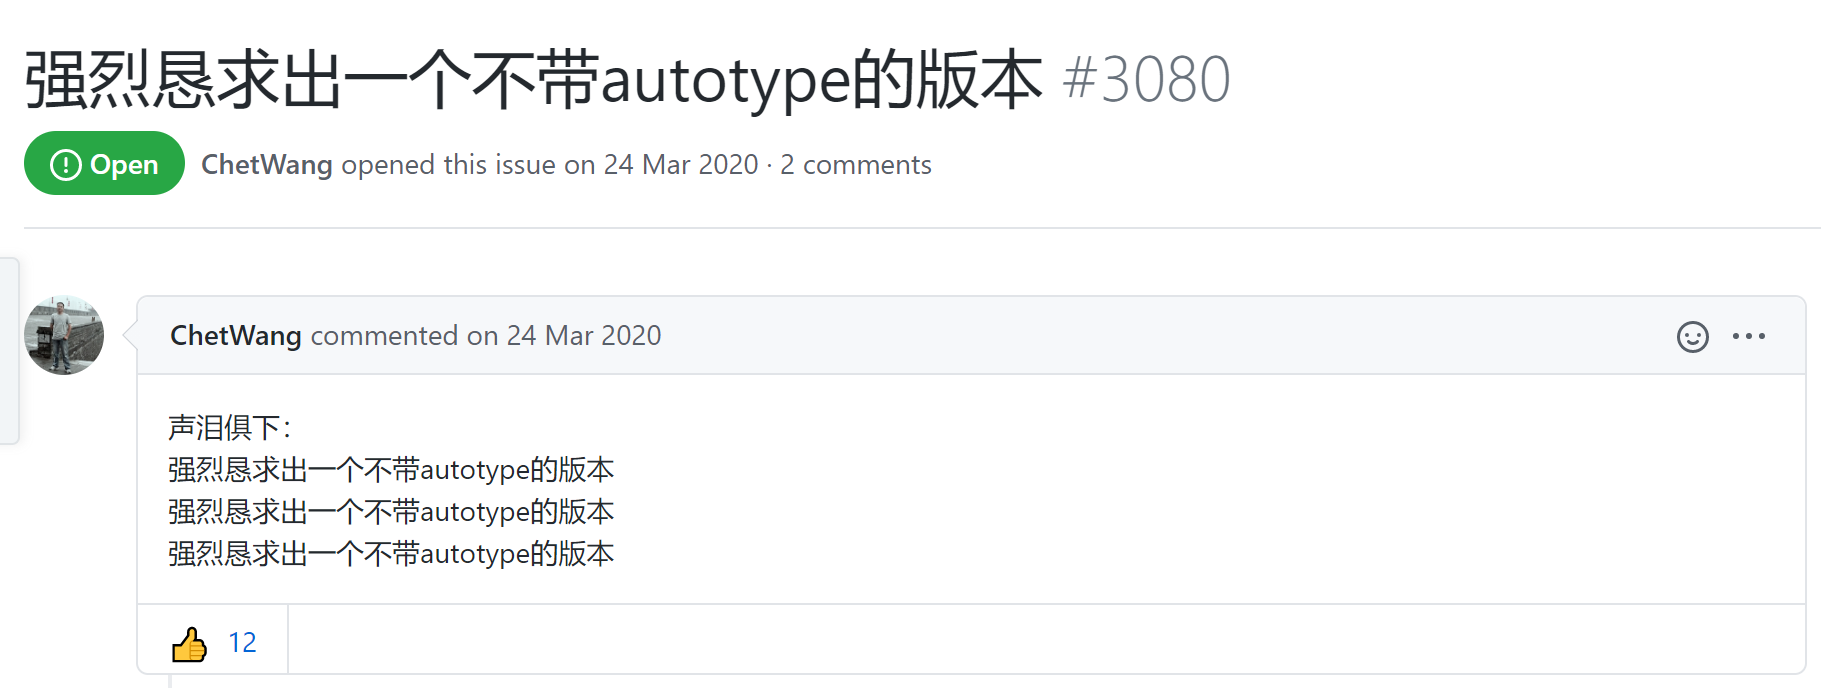 强烈恳求出一个不带autotype的版本 #3080
Open ChetWang opened this issue on 24 Mar 2020 · 2 comments
ChetWang commented on 24 Mar 2020
声泪俱下：
强烈恳求出一个不带autotype的版本
强烈恳求出一个不带autotype的版本
强烈恳求出一个不带autotype的版本
12